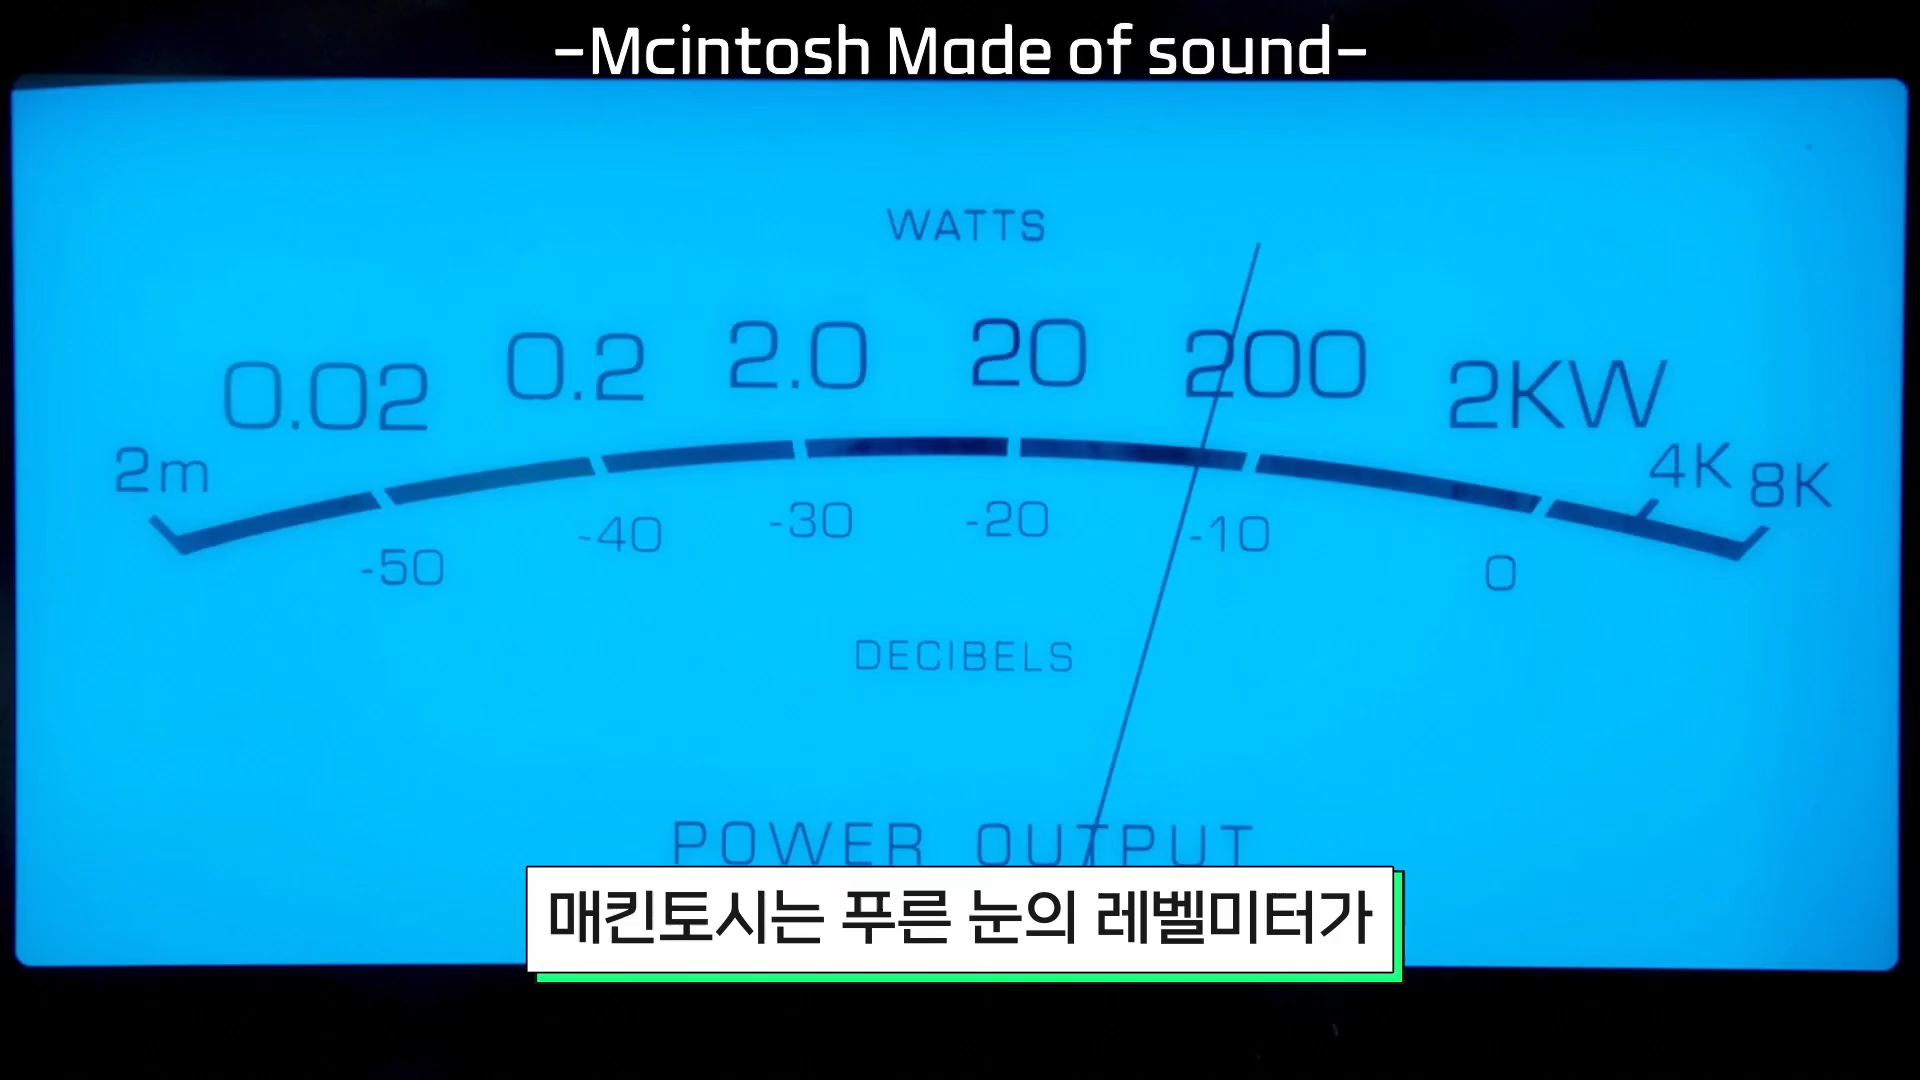 -Mcintosh Made of sound-
WATTS
2m 0.02 0.2 2.0 20 200 2KW 4K 8K
-50 -40 -30 -20 -10 0
DECIBELS
POWER OUTPUT
매킨토시는 푸른 눈의 레벨미터가